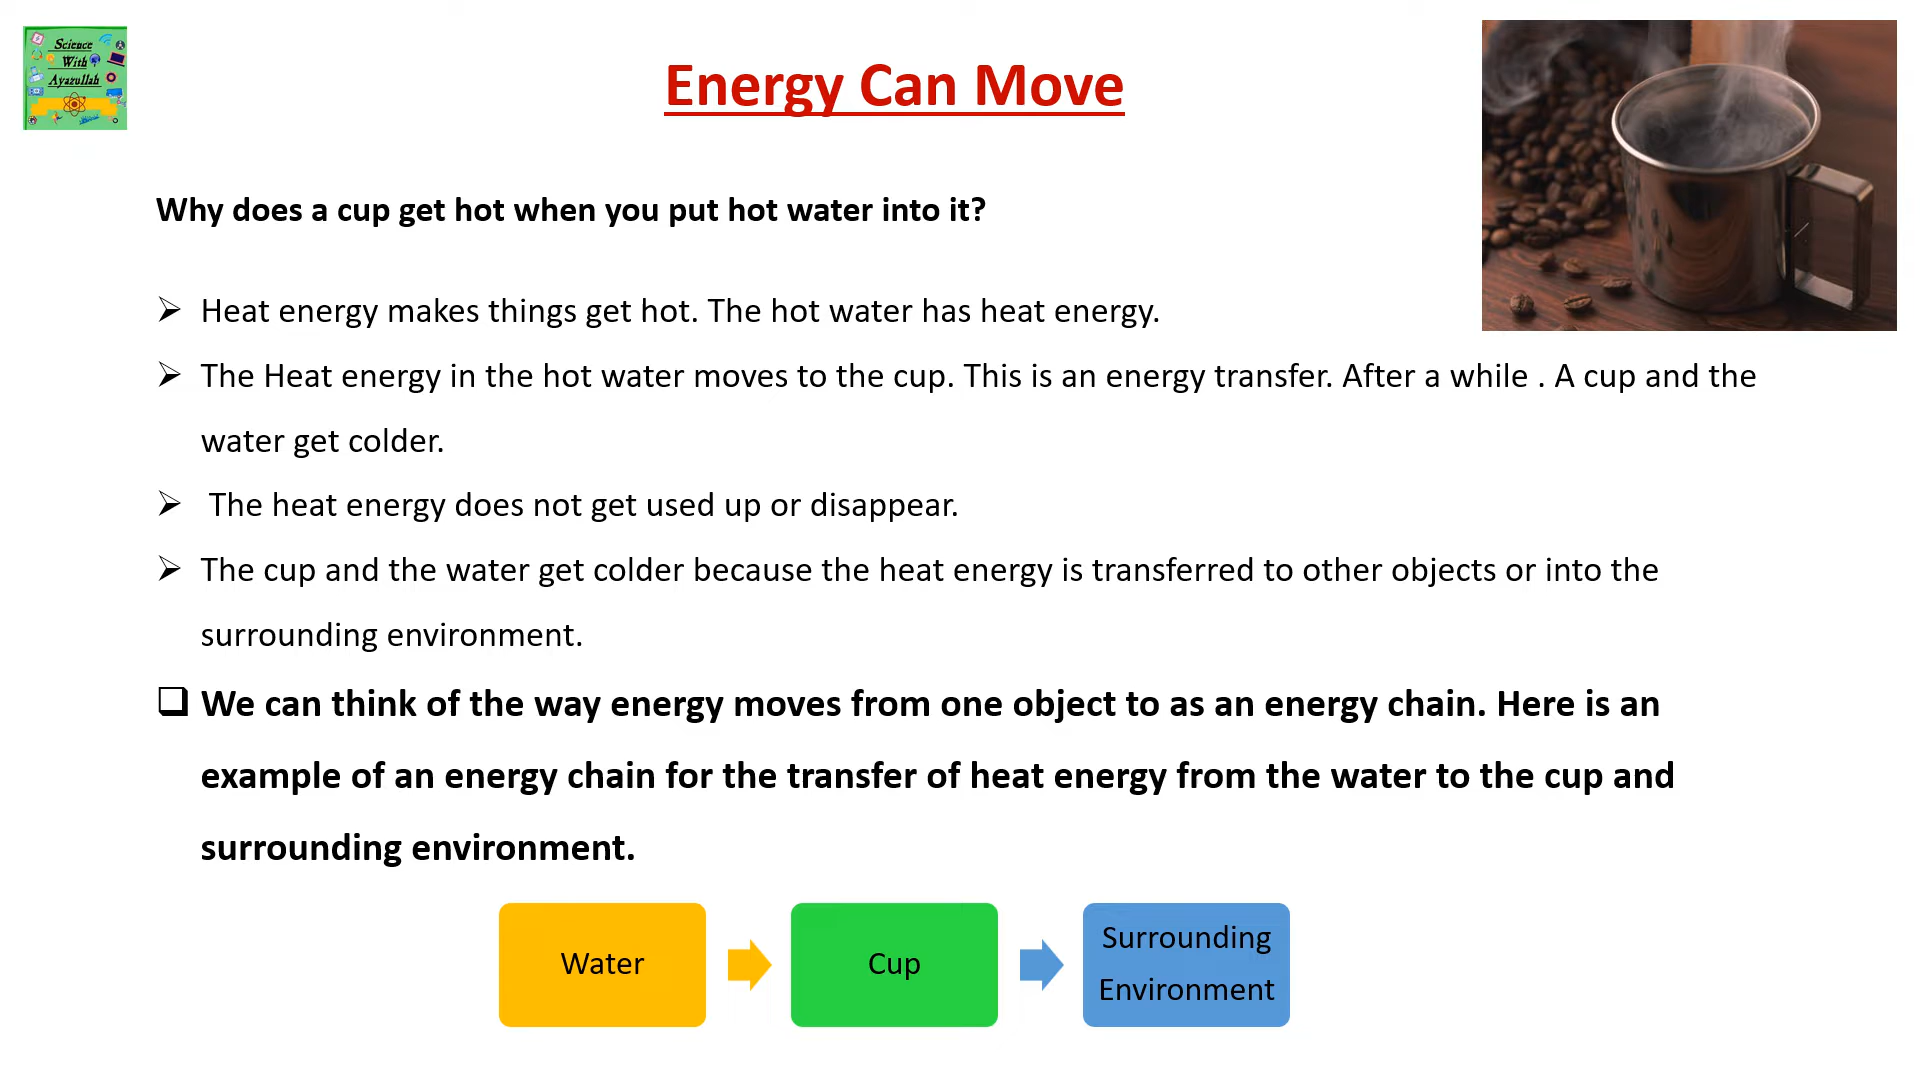 Science
With
Ayazullah
Energy Can Move
Why does a cup get hot when you put hot water into it?
Heat energy makes things get hot. The hot water has heat energy.
The Heat energy in the hot water moves to the cup. This is an energy transfer. After a while . A cup and the
water get colder.
The heat energy does not get used up or disappear.
The cup and the water get colder because the heat energy is transferred to other objects or into the
surrounding environment.
We can think of the way energy moves from one object to as an energy chain. Here is an
example of an energy chain for the transfer of heat energy from the water to the cup and
surrounding environment.
Water
Cup
Surrounding
Environment